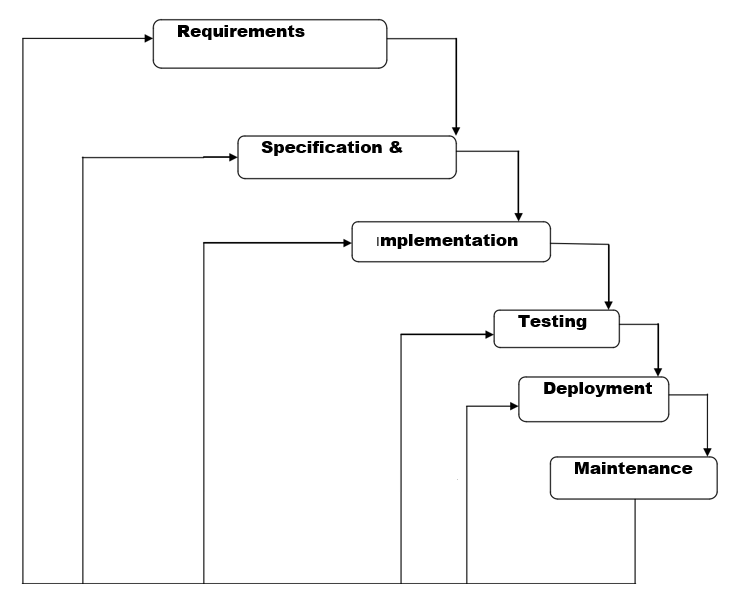 Requirements
Specification &
Implementation
Testing
Deployment
Maintenance